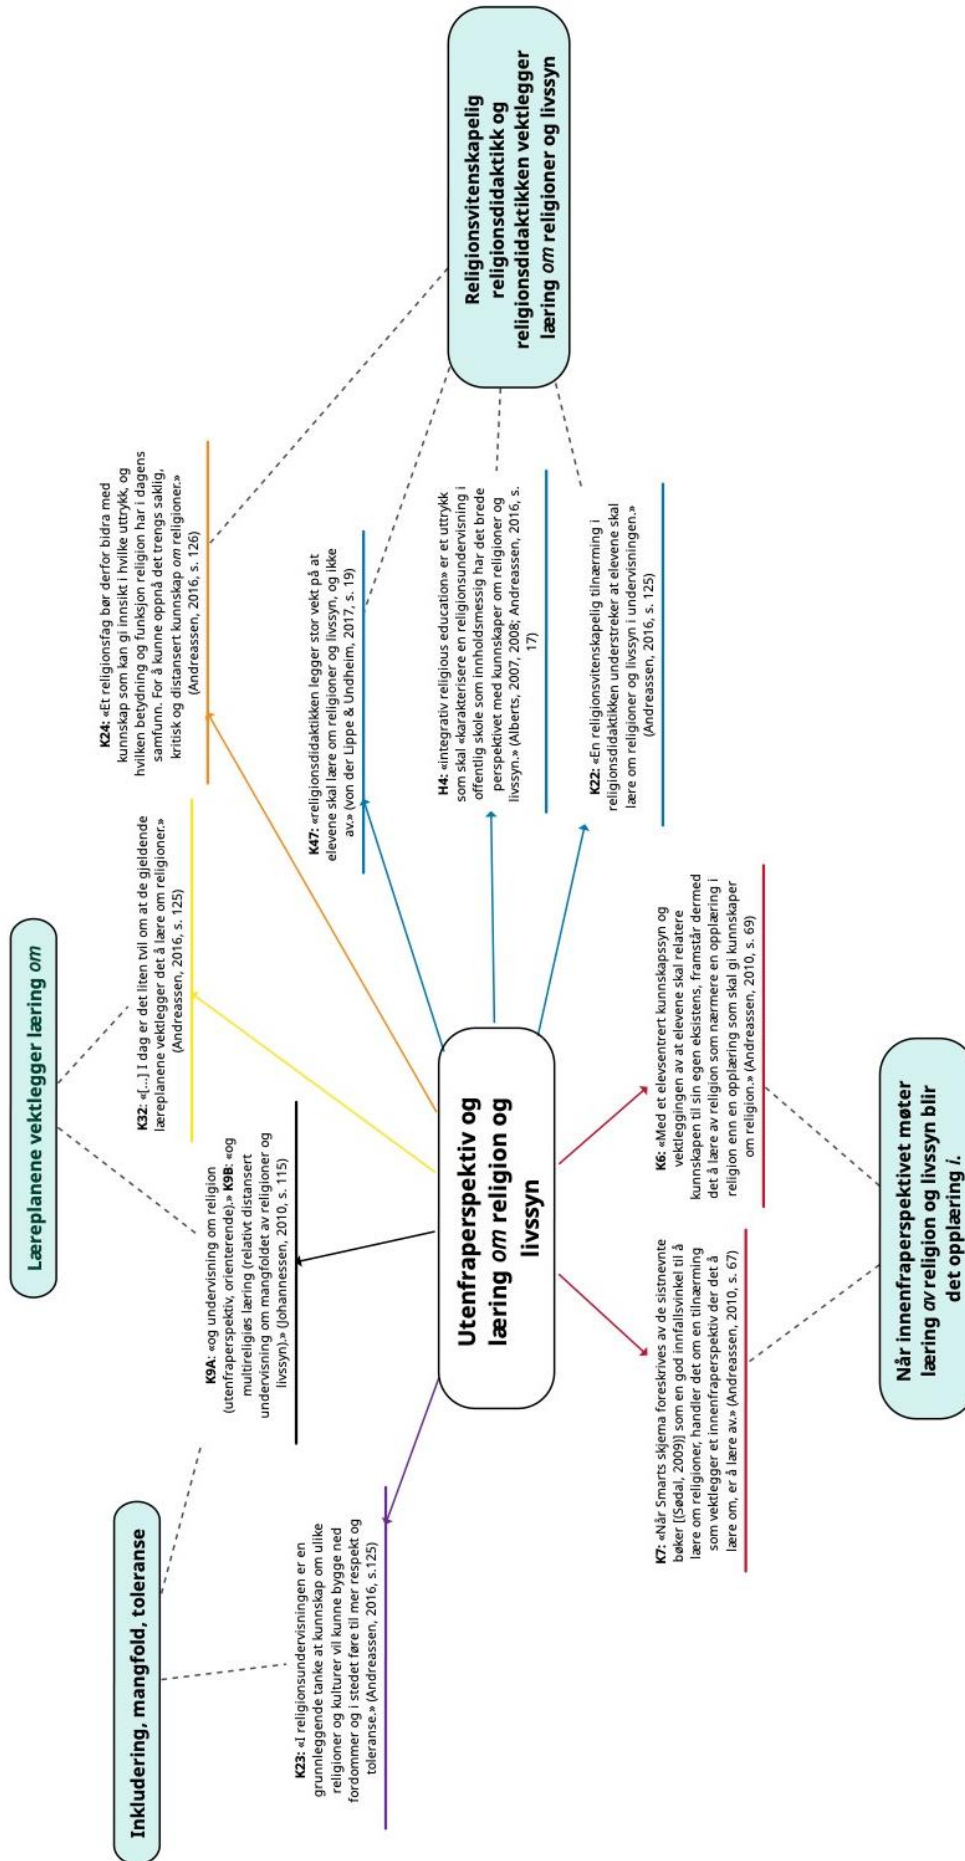 Læreplanene vektlegger læring om
Inkludering, mangfold, toleranse
K23: «I religionsundervisningen er en
grunnleggende tanke at kunnskap om ulike
religioner og kulturer vil kunne bygge ned
fordommer og i stedet føre til mer respekt og
toleranse.» (Andreassen, 2016, s.125)
K9A: «og undervisning om religion
(utenfraperspektiv, orienterende).» K9B: «og
multireligiøs læring (relativt distansert
undervisning om mangfoldet av religioner og
livssyn).» (Johannessen, 2010, s. 115)
K32: «[...] I dag er det liten tvil om at de gjeldende
læreplanene vektlegger det å lære om religioner.»
(Andreassen, 2016, s. 125)
K24: «Et religionsfag bør derfor bidra med
kunnskap som kan gi innsikt i hvilke uttrykk, og
hvilken betydning og funksjon religion har i dagens
samfunn. For å kunne oppnå det trengs saklig,
kritisk og distansert kunnskap om religioner.»
(Andreassen, 2016, s. 126)
K47: «religionsdidaktikken legger stor vekt på at
elevene skal lære om religioner og livssyn, og ikke
av.» (von der Lippe & Undheim, 2017, s. 19)
H4: «integrativ religious education» er et uttrykk
som skal «karakterisere en religionsundervisning i
offentlig skole som innholdsmessig har det brede
perspektivet med kunnskaper om religioner og
livssyn.» (Alberts, 2007, 2008; Andreassen, 2016, s.
17)
K22: «En religionsvitenskapelig tilnærming i
religionsdidaktikken understreker at elevene skal
lære om religioner og livssyn i undervisningen.»
(Andreassen, 2016, s. 125)
Religionsvitenskapelig
religionsdidaktikk og
religionsdidaktikken vektlegger
læring om religioner og livssyn
Utenfraperspektiv og
læring om religion og
livssyn
K7: «Når Smarts skjema foreskrives av de sistnevnte
bøker [(Sødal, 2009)] som en god innfallsvinkel til å
lære om religioner, handler det om en tilnærming
som vektlegger et innenfraperspektiv der det å
lære om, er å lære av.» (Andreassen, 2010, s. 67)
K6: «Med et elevsentrert kunnskapssyn og
vektleggingen av at elevene skal relatere
kunnskapen til sin egen eksistens, framstår dermed
det å lære av religion som nærmere en opplæring i
religion enn en opplæring som skal gi kunnskaper
om religion.» (Andreassen, 2010, s. 69)
Når innenfraperspektivet møter
læring av religion og livssyn blir
det opplæring i.